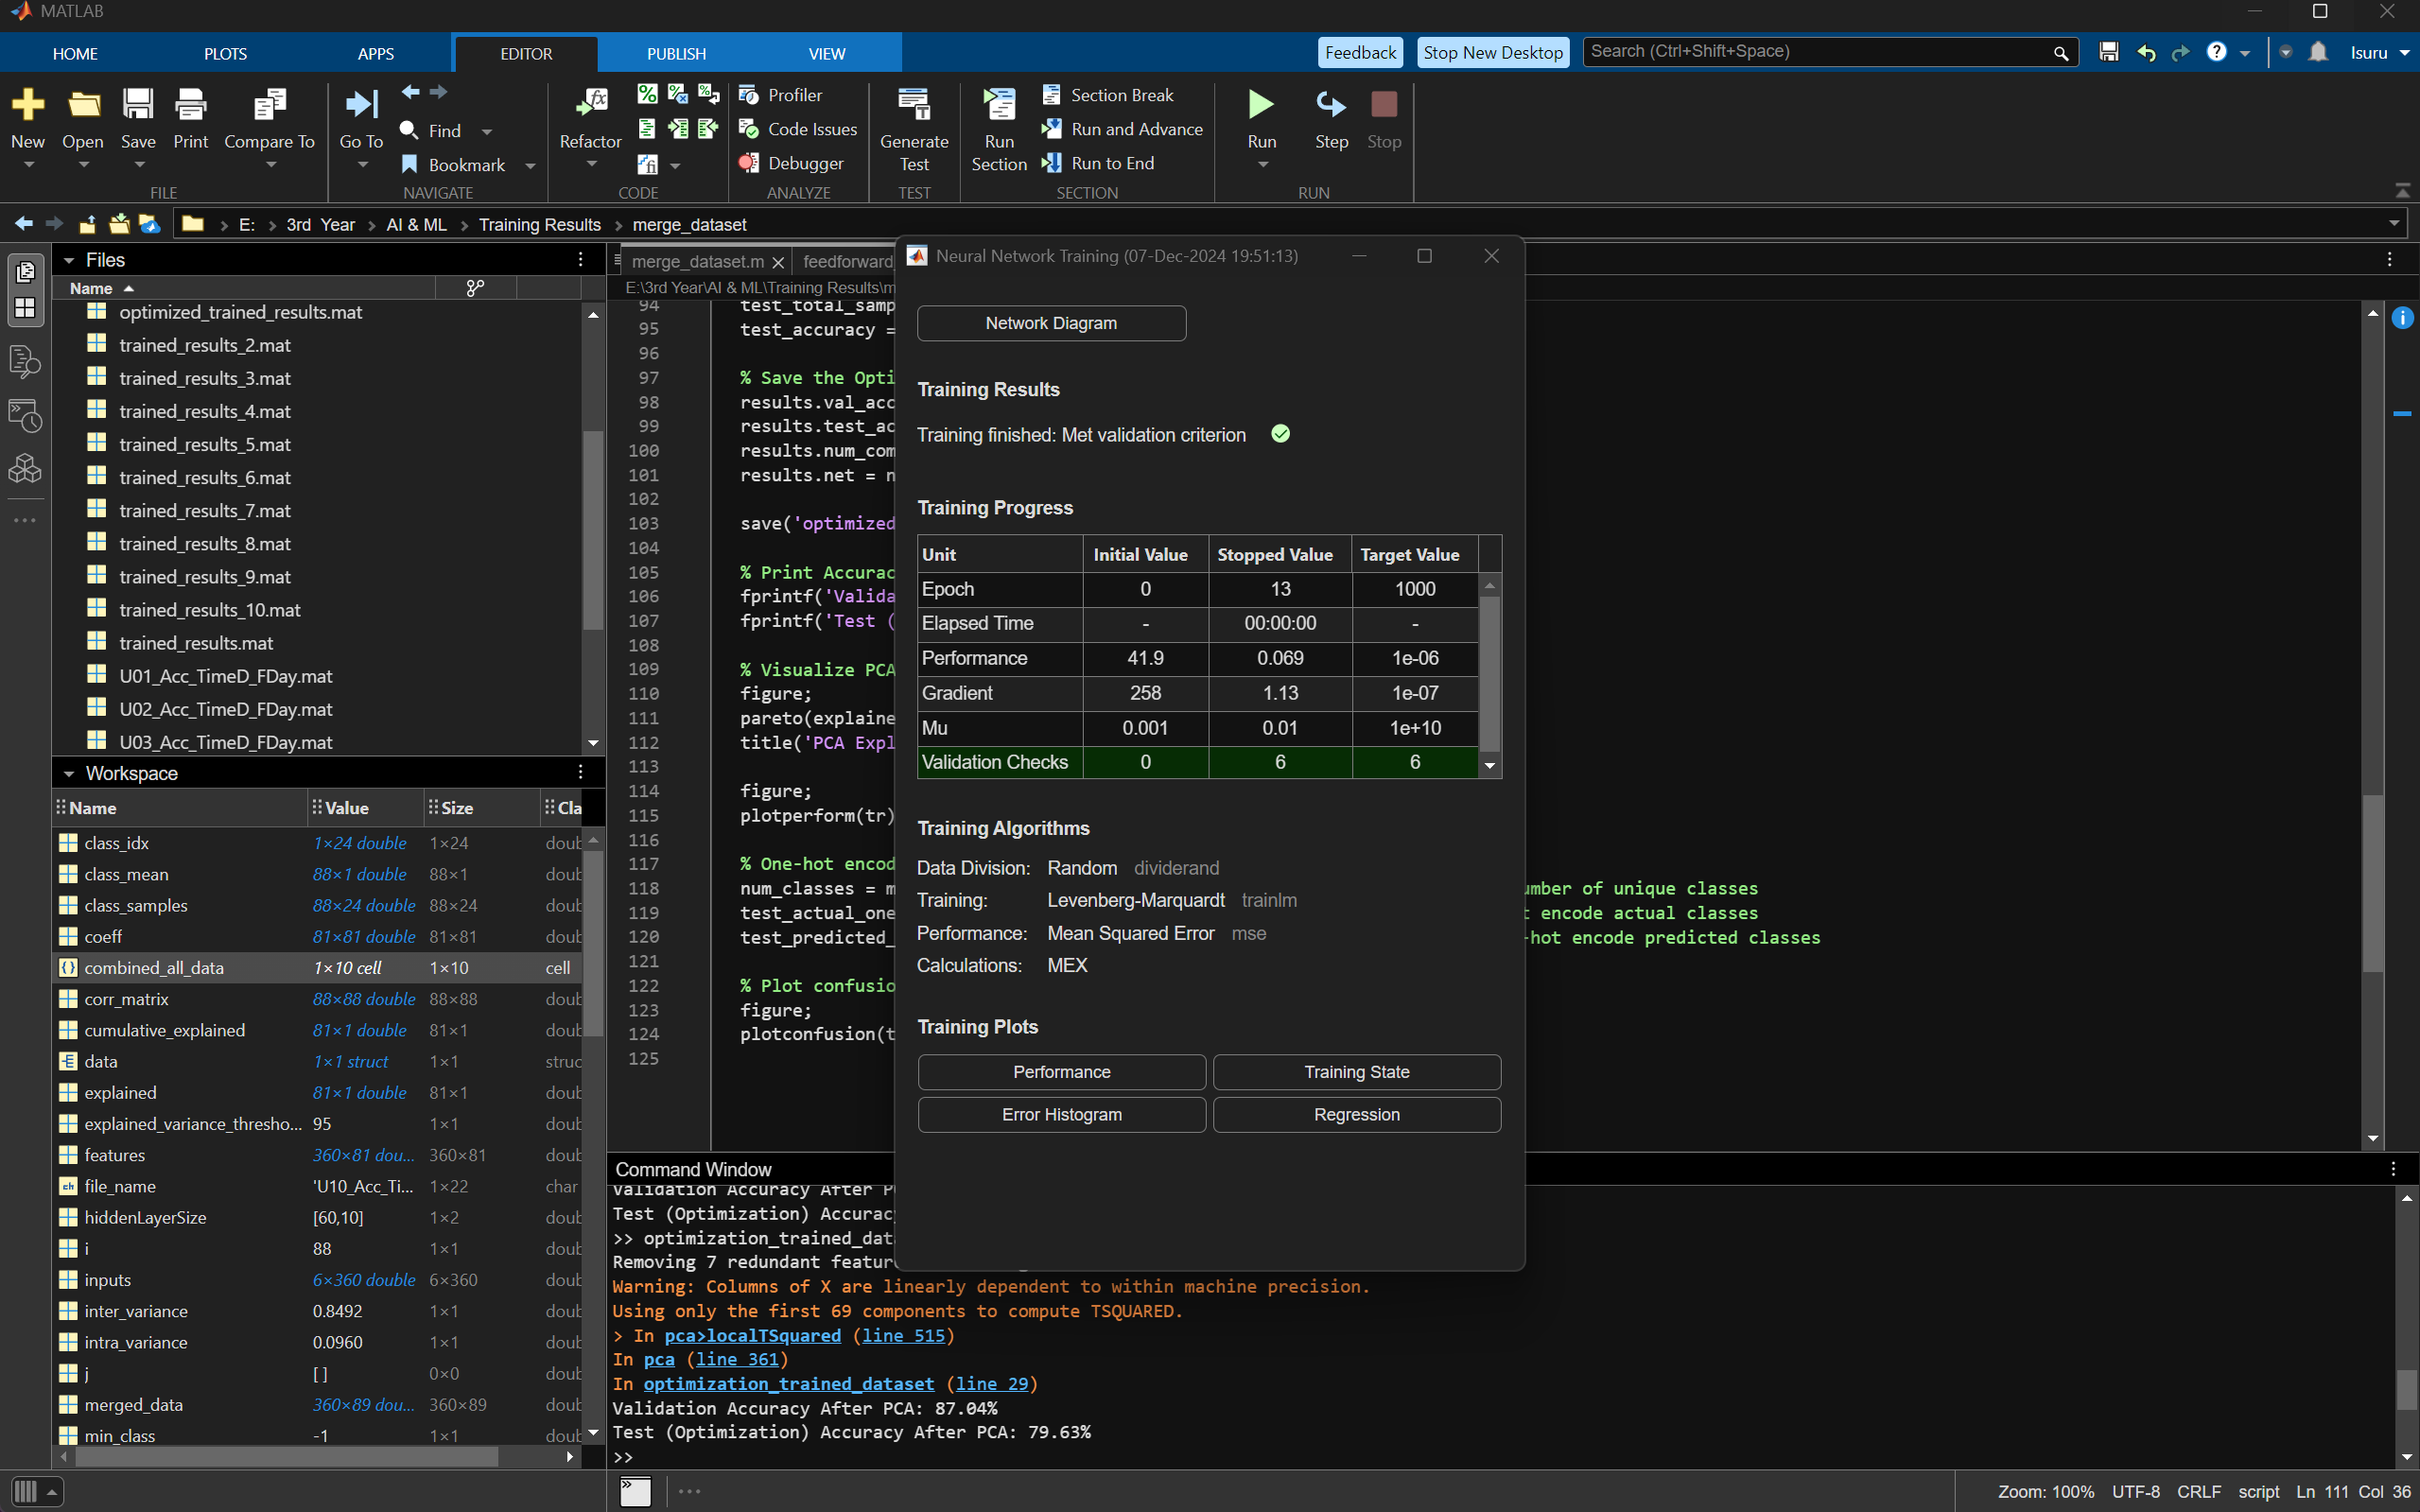 MATLAB
HOME PLOTS APPS EDITOR PUBLISH VIEW Feedback Stop New Desktop Search (Ctrl+Shift+Space) Isuru
New Open Save Print Compare To Go To Find Bookmark Refactor Profiler Code Issues Debugger Generate Test Run Section Section Break Run and Advance Run to End Run Step Stop
FILE NAVIGATE CODE ANALYZE TEST SECTION RUN
E: › 3rd Year › AI & ML › Training Results › merge_dataset
Files
Name
optimized_trained_results.mat
trained_results_2.mat
trained_results_3.mat
trained_results_4.mat
trained_results_5.mat
trained_results_6.mat
trained_results_7.mat
trained_results_8.mat
trained_results_9.mat
trained_results_10.mat
trained_results.mat
U01_Acc_TimeD_FDay.mat
U02_Acc_TimeD_FDay.mat
U03_Acc_TimeD_FDay.mat
Workspace
Name Value Size Cla
class_idx 1×24 double 1×24 doub
class_mean 88×1 double 88×1 doub
class_samples 88×24 double 88×24 doub
coeff 81×81 double 81×81 doub
combined_all_data 1×10 cell 1×10 cell
corr_matrix 88×88 double 88×88 doub
cumulative_explained 81×1 double 81×1 doub
data 1×1 struct 1×1 struc
explained 81×1 double 81×1 doub
explained_variance_thresho... 95 1×1 doub
features 360×81 dou... 360×81 doub
file_name 'U10_Acc_Ti... 1×22 char
hiddenLayerSize [60,10] 1×2 doub
i 88 1×1 doub
inputs 6×360 double 6×360 doub
inter_variance 0.8492 1×1 doub
intra_variance 0.0960 1×1 doub
j [] 0×0 doub
merged_data 360×89 dou... 360×89 doub
min_class -1 1×1 doub
merge_dataset.m feedforward
E:\3rd Year\AI & ML\Training Results\m
94 test_total_samp
95 test_accuracy =
96
97 % Save the Opti
98 results.val_acc
99 results.test_ac
100 results.num_com
101 results.net = n
102
103 save('optimized
104
105 % Print Accurac
106 fprintf('Valida
107 fprintf('Test (
108
109 % Visualize PCA
110 figure;
111 pareto(explaine
112 title('PCA Expl
113
114 figure;
115 plotperform(tr)
116
117 % One-hot encod
118 num_classes = m umber of unique classes
119 test_actual_one t encode actual classes
120 test_predicted_ -hot encode predicted classes
121
122 % Plot confusio
123 figure;
124 plotconfusion(t
125
Neural Network Training (07-Dec-2024 19:51:13)
Network Diagram
Training Results
Training finished: Met validation criterion
Training Progress
Unit Initial Value Stopped Value Target Value
Epoch 0 13 1000
Elapsed Time - 00:00:00 -
Performance 41.9 0.069 1e-06
Gradient 258 1.13 1e-07
Mu 0.001 0.01 1e+10
Validation Checks 0 6 6
Training Algorithms
Data Division: Random dividerand
Training: Levenberg-Marquardt trainlm
Performance: Mean Squared Error mse
Calculations: MEX
Training Plots
Performance Training State
Error Histogram Regression
Command Window
Validation Accuracy After P
Test (Optimization) Accurac
>> optimization_trained_dat
Removing 7 redundant featur
Warning: Columns of X are linearly dependent to within machine precision.
Using only the first 69 components to compute TSQUARED.
> In pca>localTSquared (line 515)
In pca (line 361)
In optimization_trained_dataset (line 29)
Validation Accuracy After PCA: 87.04%
Test (Optimization) Accuracy After PCA: 79.63%
>>
Zoom: 100% UTF-8 CRLF script Ln 111 Col 36